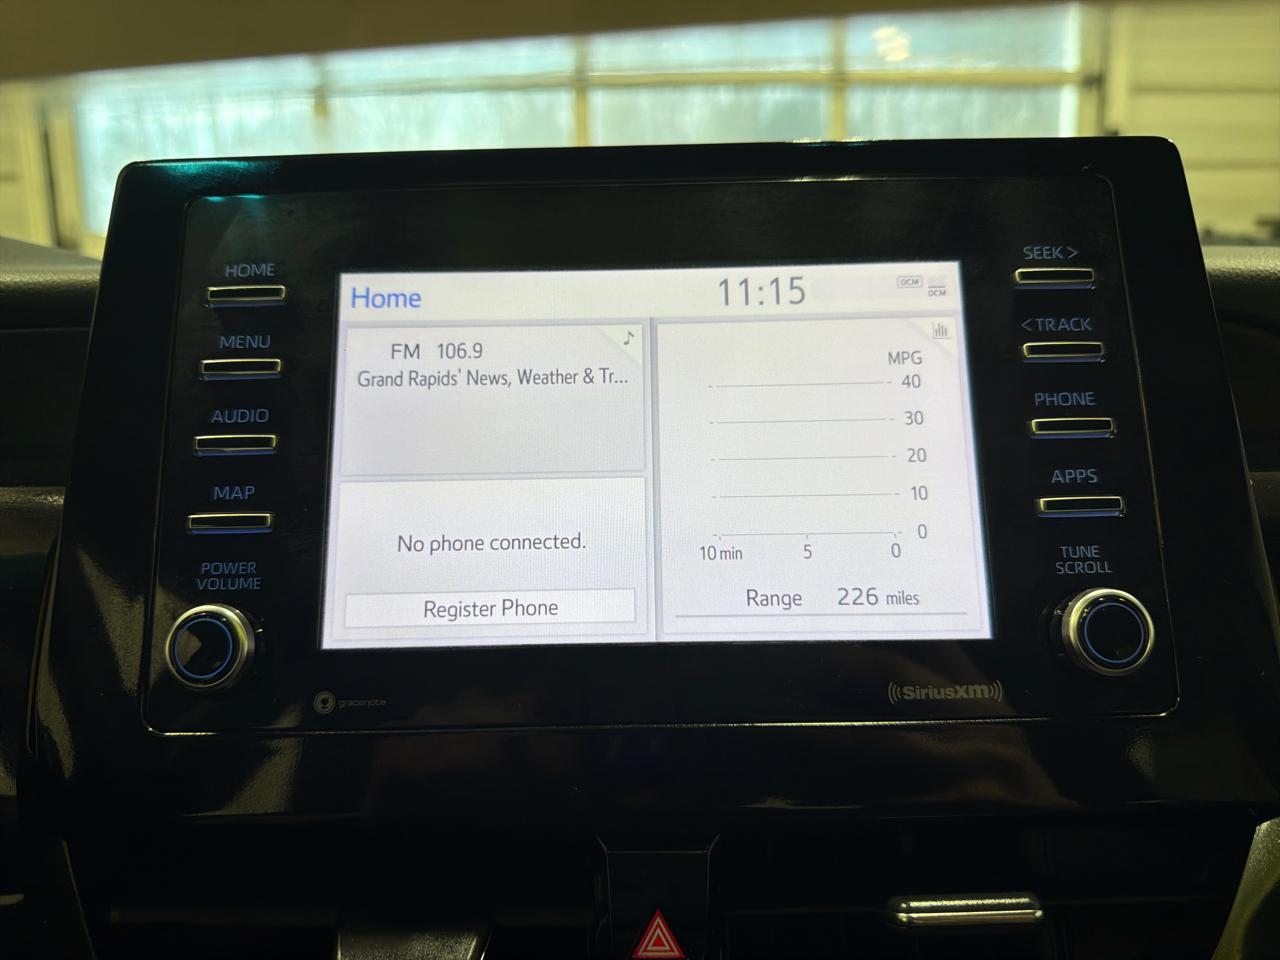 HOME
MENU
AUDIO
MAP
POWER
VOLUME
Home
11:15
DCM
DCM
FM 106.9
Grand Rapids' News, Weather & Tr...
No phone connected.
Register Phone
MPG
40
30
20
10
0
10 min 5 0
Range 226 miles
SEEK >
< TRACK
PHONE
APPS
TUNE
SCROLL
gracenote
((SiriusXM))